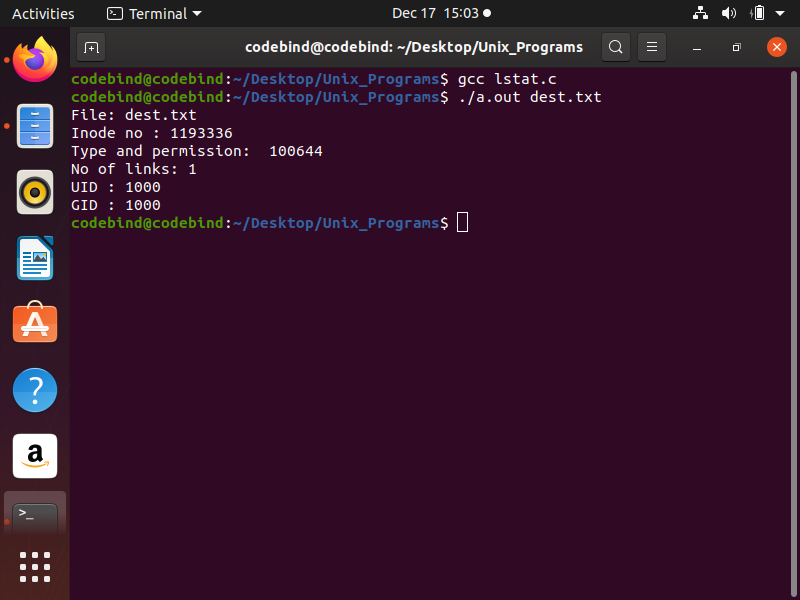 Activities
Terminal
Dec 17 15:03
codebind@codebind: ~/Desktop/Unix_Programs
codebind@codebind:~/Desktop/Unix_Programs$ gcc lstat.c
codebind@codebind:~/Desktop/Unix_Programs$ ./a.out dest.txt
File: dest.txt
Inode no : 1193336
Type and permission:  100644
No of links: 1
UID : 1000
GID : 1000
codebind@codebind:~/Desktop/Unix_Programs$
?
a
>_